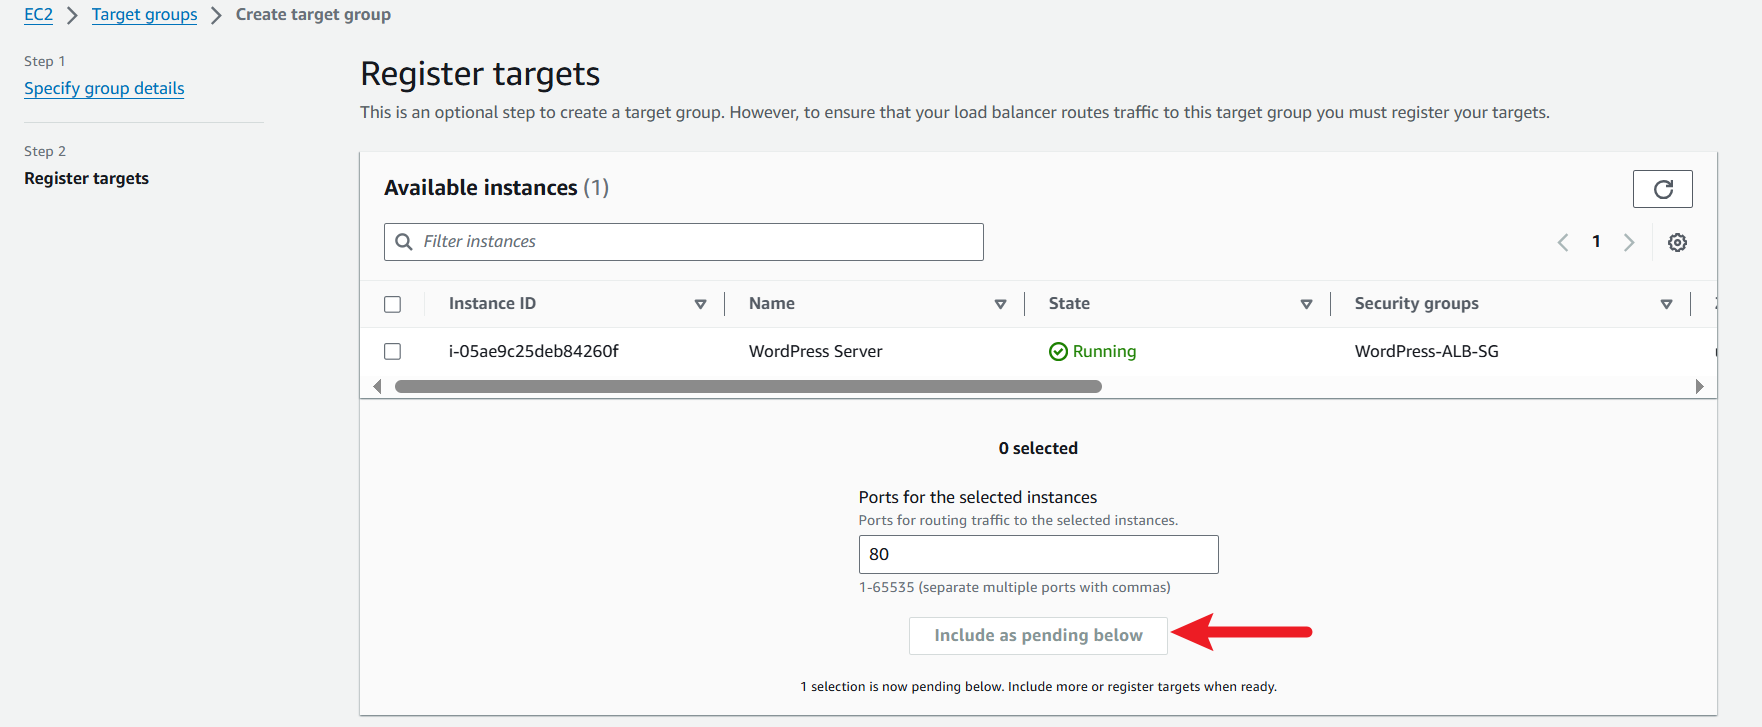 EC2 > Target groups > Create target group
Step 1
Specify group details
Step 2
Register targets
Register targets
This is an optional step to create a target group. However, to ensure that your load balancer routes traffic to this target group you must register your targets.
Available instances (1)
Filter instances
1
Instance ID Name State Security groups
i-05ae9c25deb84260f WordPress Server Running WordPress-ALB-SG
0 selected
Ports for the selected instances
Ports for routing traffic to the selected instances.
80
1-65535 (separate multiple ports with commas)
Include as pending below
1 selection is now pending below. Include more or register targets when ready.